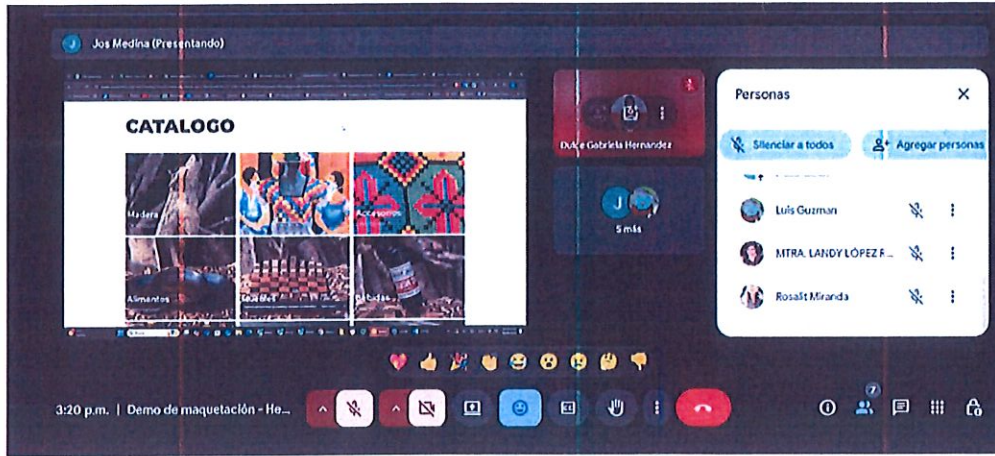 Jos Medina (Presentando)
CATALOGO
Madera
Accesorios
Alimentos
Muebles
Bebidas
Dulce Gabriela Hernandez
J
5 más
Personas
Silenciar a todos
Agregar personas
Luis Guzman
MTRA. LANDY LÓPEZ R...
Rosalit Miranda
3:20 p.m. | Demo de maquetación - He...
7